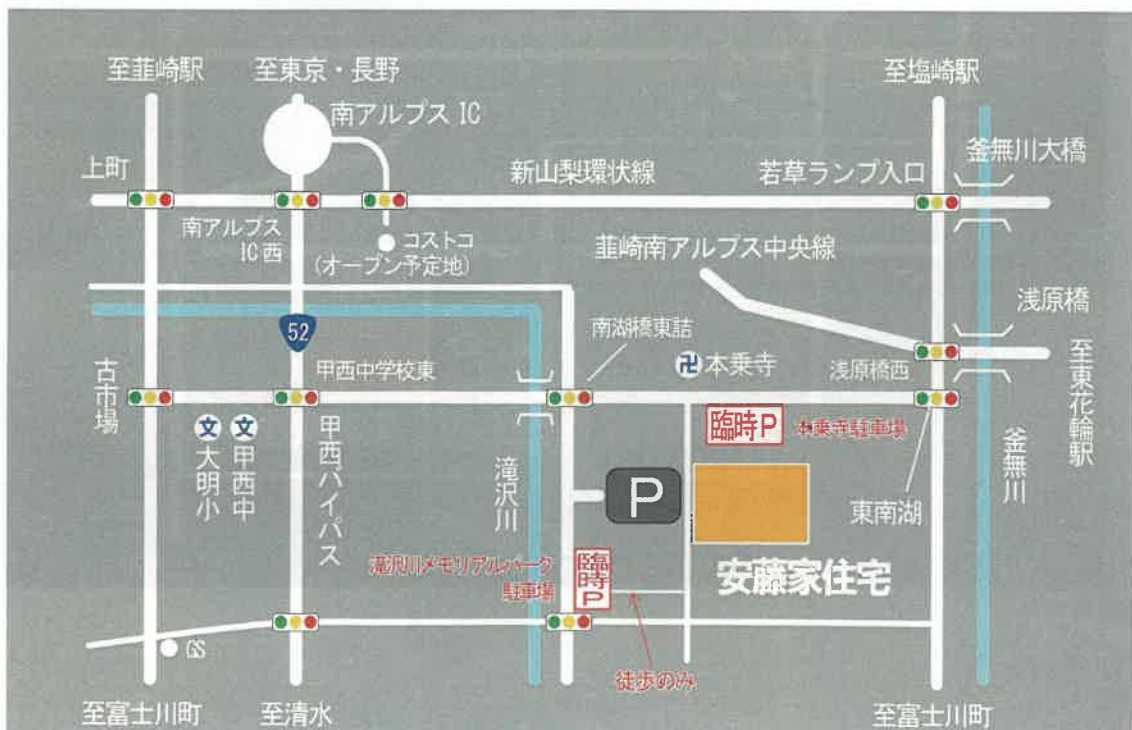 至韮崎駅
至東京・長野
至塩崎駅
南アルプス IC
上町
新山梨環状線
若草ランプ入口
釜無川大橋
南アルプス
IC西
コストコ
(オープン予定地)
韮崎南アルプス中央線
浅原橋
52
南湖橋東詰
古市場
甲西中学校東
卍本乗寺
浅原橋西
至東花輪駅
文
大明小
文
甲西中
甲西バイパス
滝沢川
臨時P
本乗寺駐車場
釜無川
P
東南湖
安藤家住宅
滝沢川メモリアルパーク
駐車場
臨時P
GS
徒歩のみ
至富士川町
至清水
至富士川町